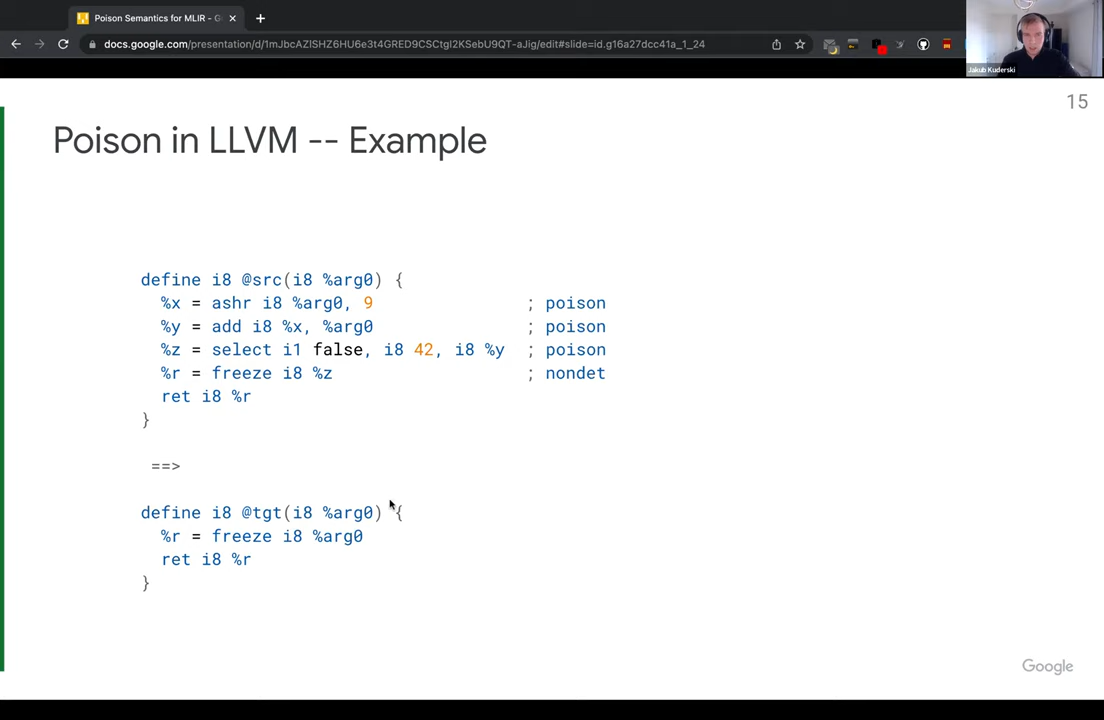 Poison Semantics for MLIR - G
docs.google.com/presentation/d/1mJbcAZISHZ6HU6e3t4GRED9CSCtgI2KSebU9QT-aJig/edit#slide=id.g16a27dcc41a_1_24
Jakub Kuderski
15
Poison in LLVM -- Example
define i8 @src(i8 %arg0) {
%x = ashr i8 %arg0, 9 ; poison
%y = add i8 %x, %arg0 ; poison
%z = select i1 false, i8 42, i8 %y ; poison
%r = freeze i8 %z ; nondet
ret i8 %r
}
==>
define i8 @tgt(i8 %arg0) {
%r = freeze i8 %arg0
ret i8 %r
}
Google